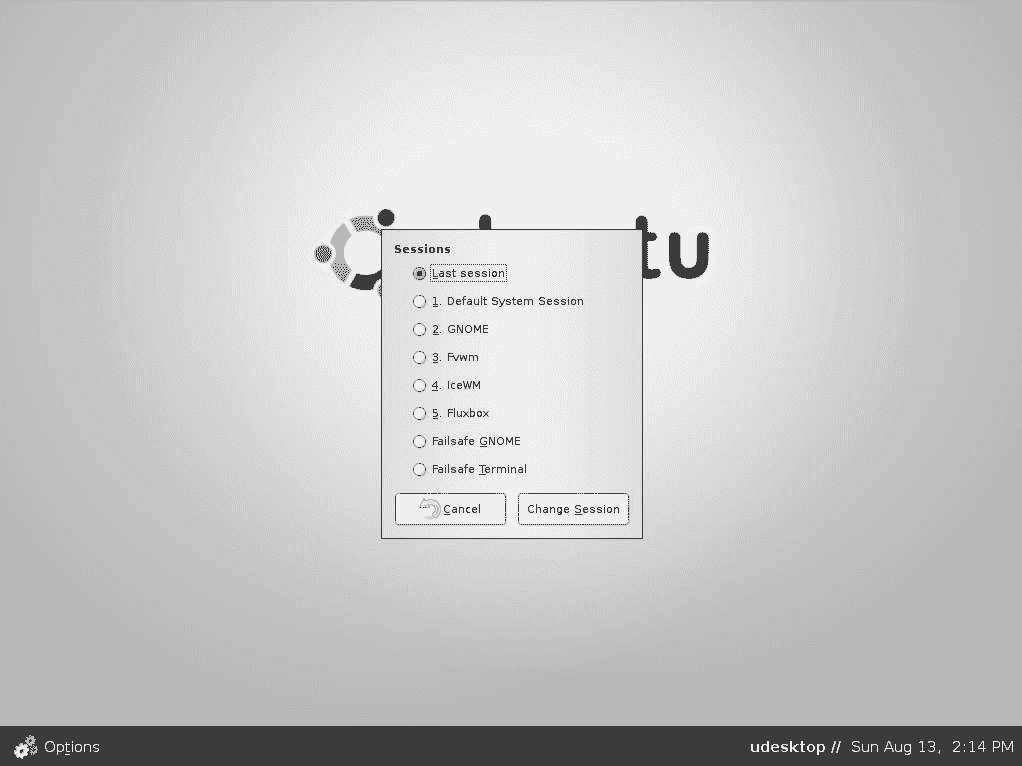 tu
Sessions
Last session
1. Default System Session
2. GNOME
3. Fvwm
4. IceWM
5. Fluxbox
Failsafe GNOME
Failsafe Terminal
Cancel Change Session
Options udesktop // Sun Aug 13, 2:14 PM